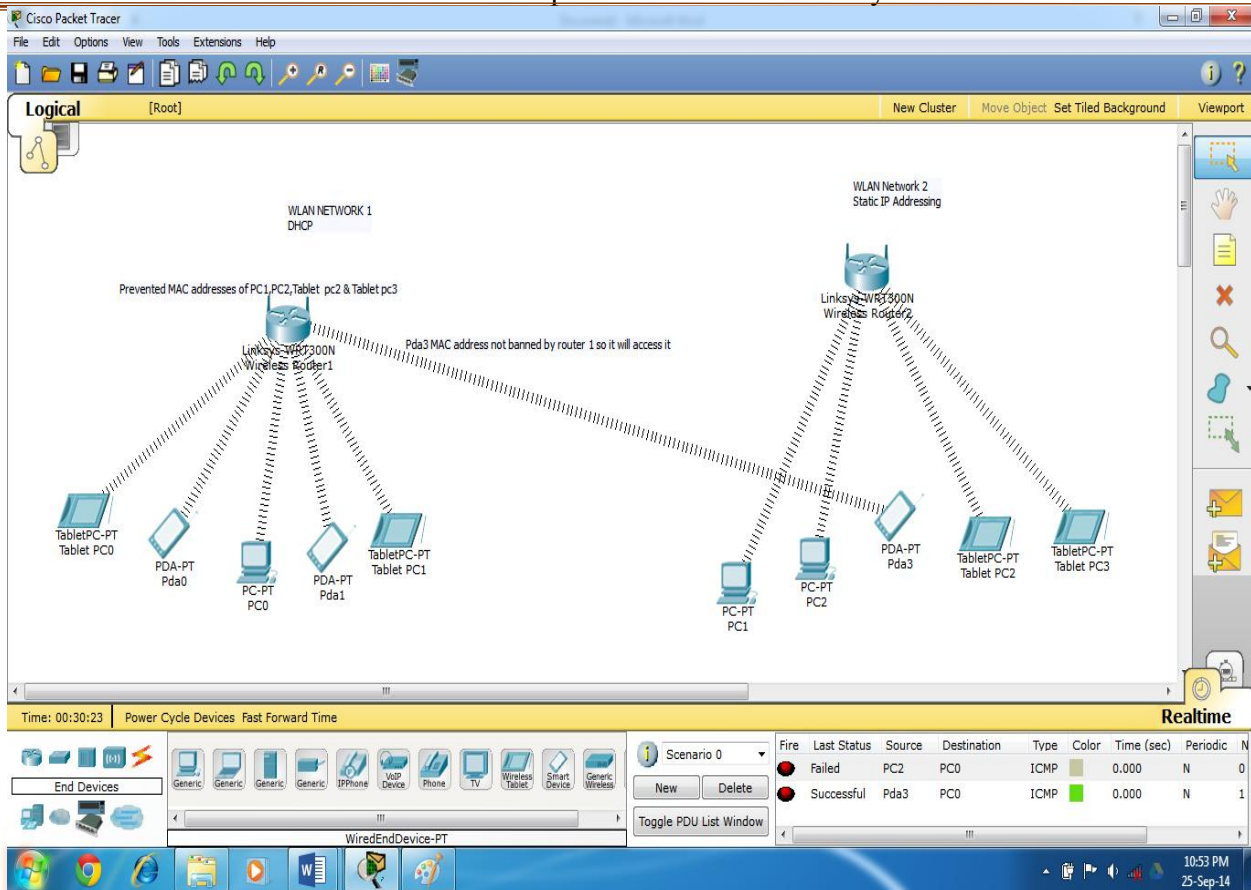 Cisco Packet Tracer
File Edit Options View Tools Extensions Help
Logical [Root] New Cluster Move Object Set Tiled Background Viewport
WLAN Network 2
Static IP Addressing
WLAN NETWORK 1
DHCP
Prevented MAC addresses of PC1,PC2,Tablet pc2 & Tablet pc3
Linksys-WRT300N
Wireless Router2
Pda3 MAC address not banned by router 1 so it will access it
Linksys-WRT300N
Wireless Router1
TabletPC-PT
Tablet PC0
PDA-PT
Pda0
PC-PT
PC0
PDA-PT
Pda1
TabletPC-PT
Tablet PC1
PC-PT
PC1
PC-PT
PC2
PDA-PT
Pda3
TabletPC-PT
Tablet PC2
TabletPC-PT
Tablet PC3
Time: 00:30:23 Power Cycle Devices Fast Forward Time Realtime
End Devices
Generic Generic Generic Generic IPPhone VoIP Device Phone TV Wireless Tablet Smart Device Generic Wireless
WiredEndDevice-PT
Scenario 0
New Delete
Toggle PDU List Window
Fire Last Status Source Destination Type Color Time (sec) Periodic N
Failed PC2 PC0 ICMP 0.000 N 0
Successful Pda3 PC0 ICMP 0.000 N 1
10:53 PM
25-Sep-14